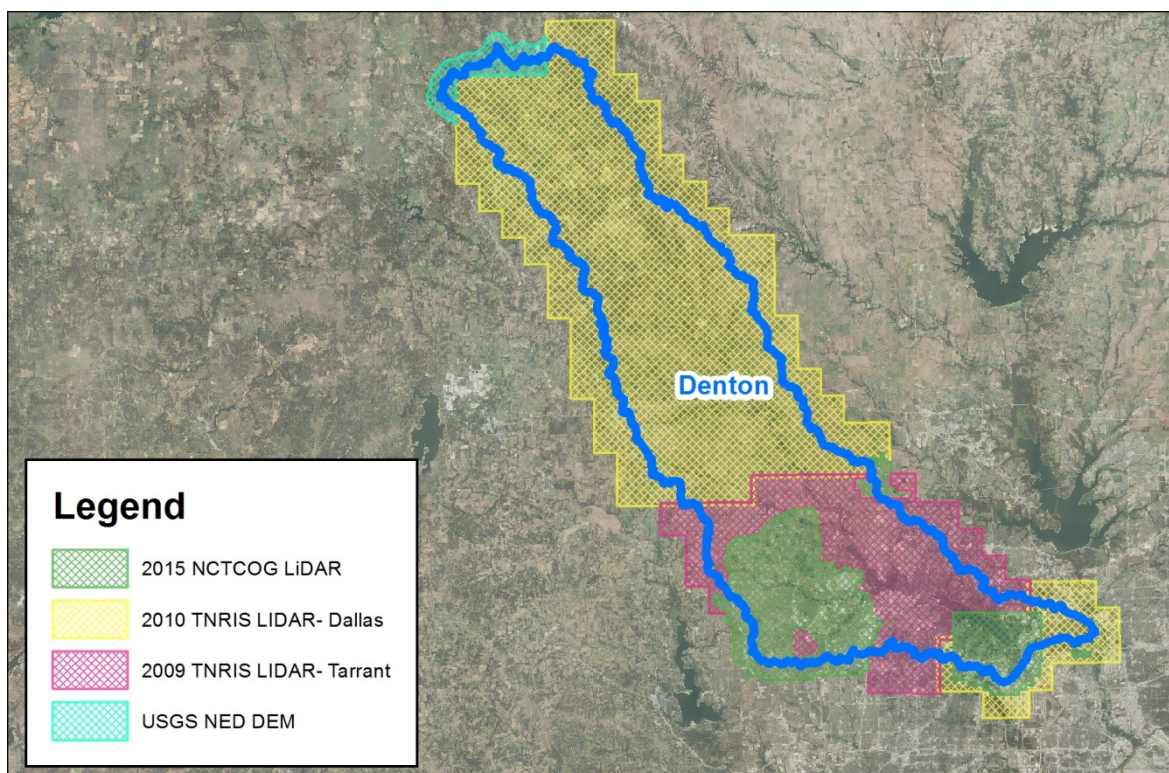 Denton
Legend
2015 NCTCOG LiDAR
2010 TNRIS LIDAR- Dallas
2009 TNRIS LIDAR- Tarrant
USGS NED DEM